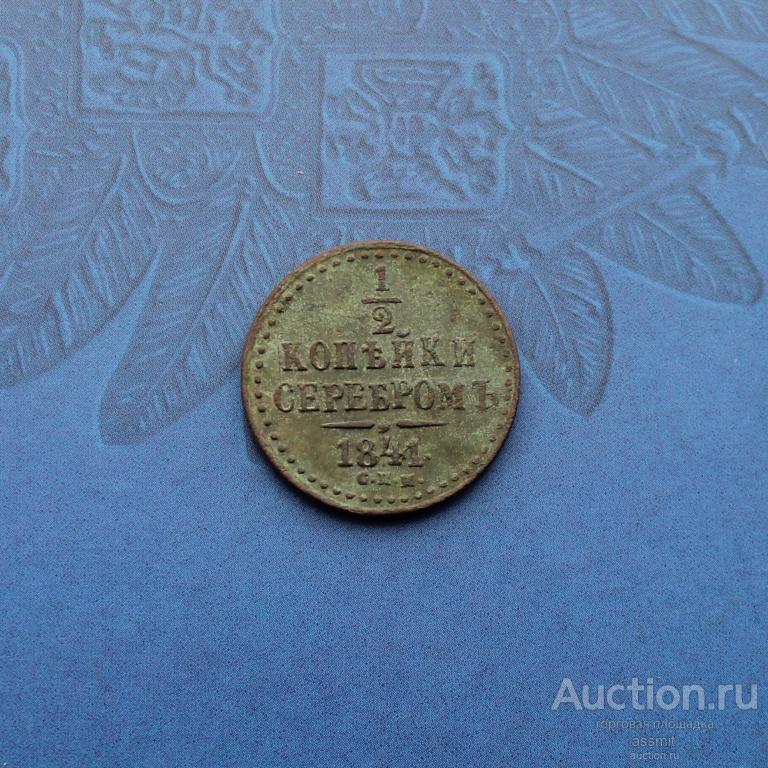 1
2
КОПѢЙКИ
СЕРЕБРОМЪ
1841.
С.П.М.
Auction.ru
торговая площадка
assmit
auction.ru